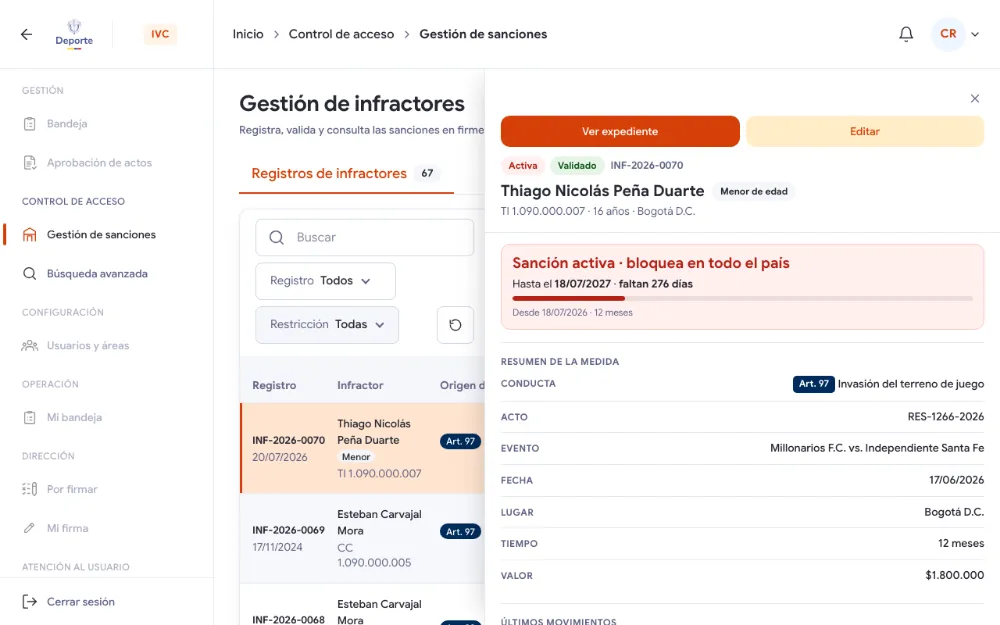 Deporte
IVC
Inicio > Control de acceso > Gestión de sanciones
CR
GESTIÓN
Bandeja
Aprobación de actos
CONTROL DE ACCESO
Gestión de sanciones
Búsqueda avanzada
CONFIGURACIÓN
Usuarios y áreas
OPERACIÓN
Mi bandeja
DIRECCIÓN
Por firmar
Mi firma
ATENCIÓN AL USUARIO
Cerrar sesión
Gestión de infractores
Registra, valida y consulta las sanciones en firme
Registros de infractores 67
Buscar
Registro Todos
Restricción Todas
Registro Infractor Origen d
INF-2026-0070
20/07/2026
Thiago Nicolás
Peña Duarte
Menor
TI 1.090.000.007
Art. 97
INF-2026-0069
17/11/2024
Esteban Carvajal
Mora
CC
1.090.000.005
Art. 97
INF-2026-0068
Esteban Carvajal
Mora
Ver expediente
Editar
Activa Validado INF-2026-0070
Thiago Nicolás Peña Duarte Menor de edad
TI 1.090.000.007 · 16 años · Bogotá D.C.
Sanción activa · bloquea en todo el país
Hasta el 18/07/2027 · faltan 276 días
Desde 18/07/2026 · 12 meses
RESUMEN DE LA MEDIDA
CONDUCTA Art. 97 Invasión del terreno de juego
ACTO RES-1266-2026
EVENTO Millonarios F.C. vs. Independiente Santa Fe
FECHA 17/06/2026
LUGAR Bogotá D.C.
TIEMPO 12 meses
VALOR $1.800.000
ÚLTIMOS MOVIMIENTOS